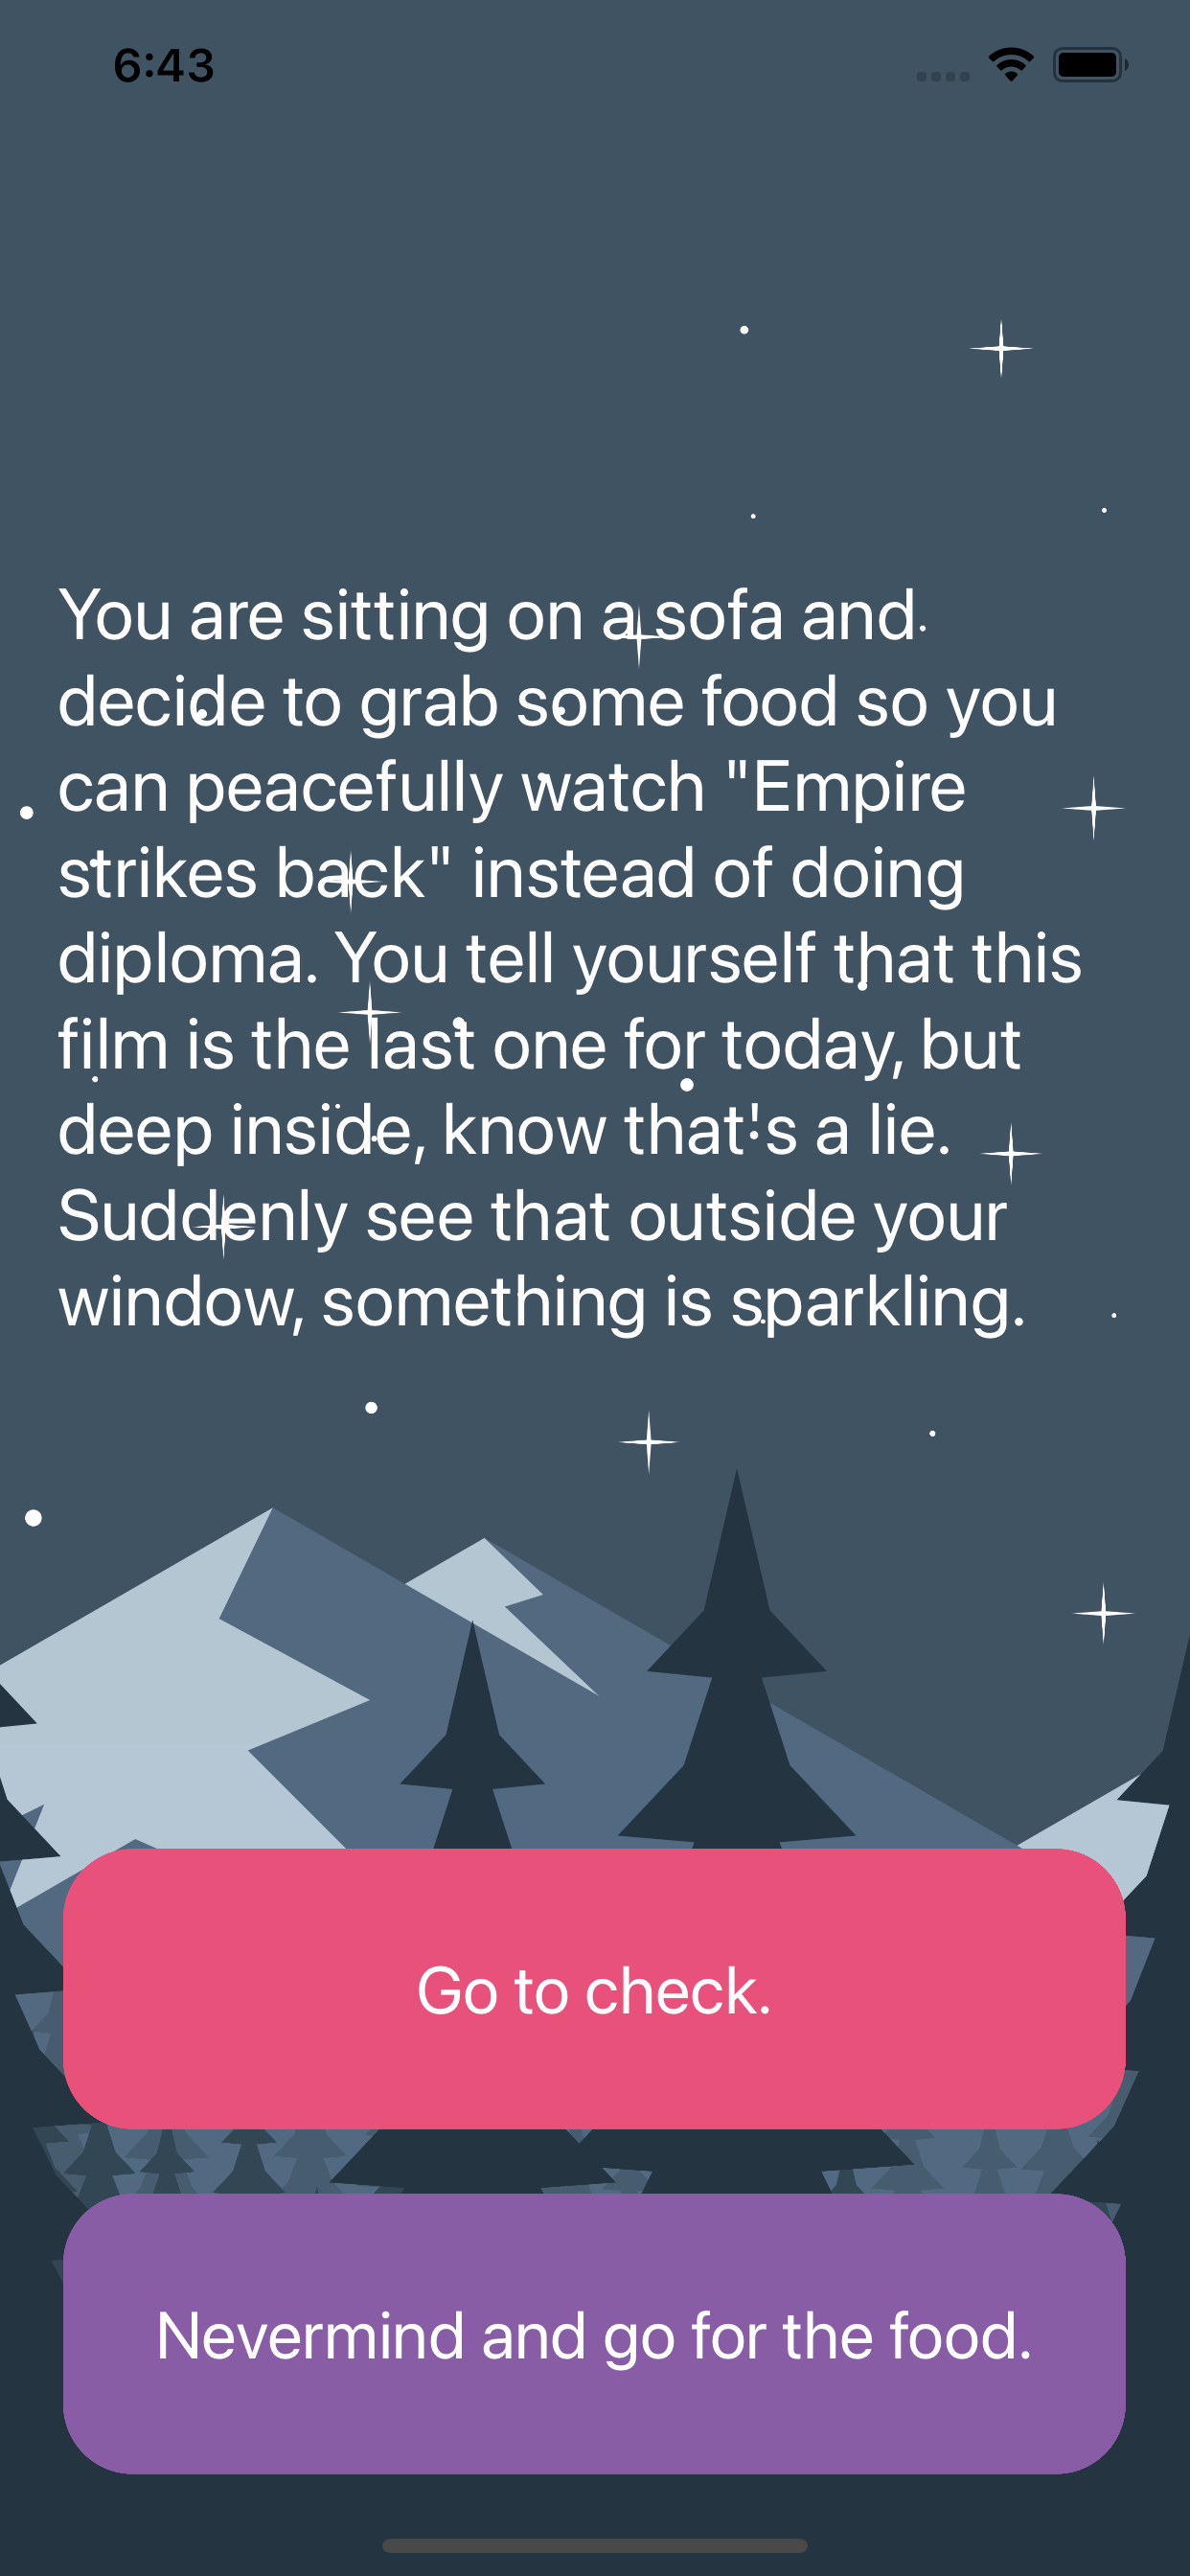 6:43
You are sitting on a sofa and
decide to grab some food so you
can peacefully watch "Empire
strikes back" instead of doing
diploma. You tell yourself that this
film is the last one for today, but
deep inside, know that's a lie.
Suddenly see that outside your
window, something is sparkling.
Go to check.
Nevermind and go for the food.